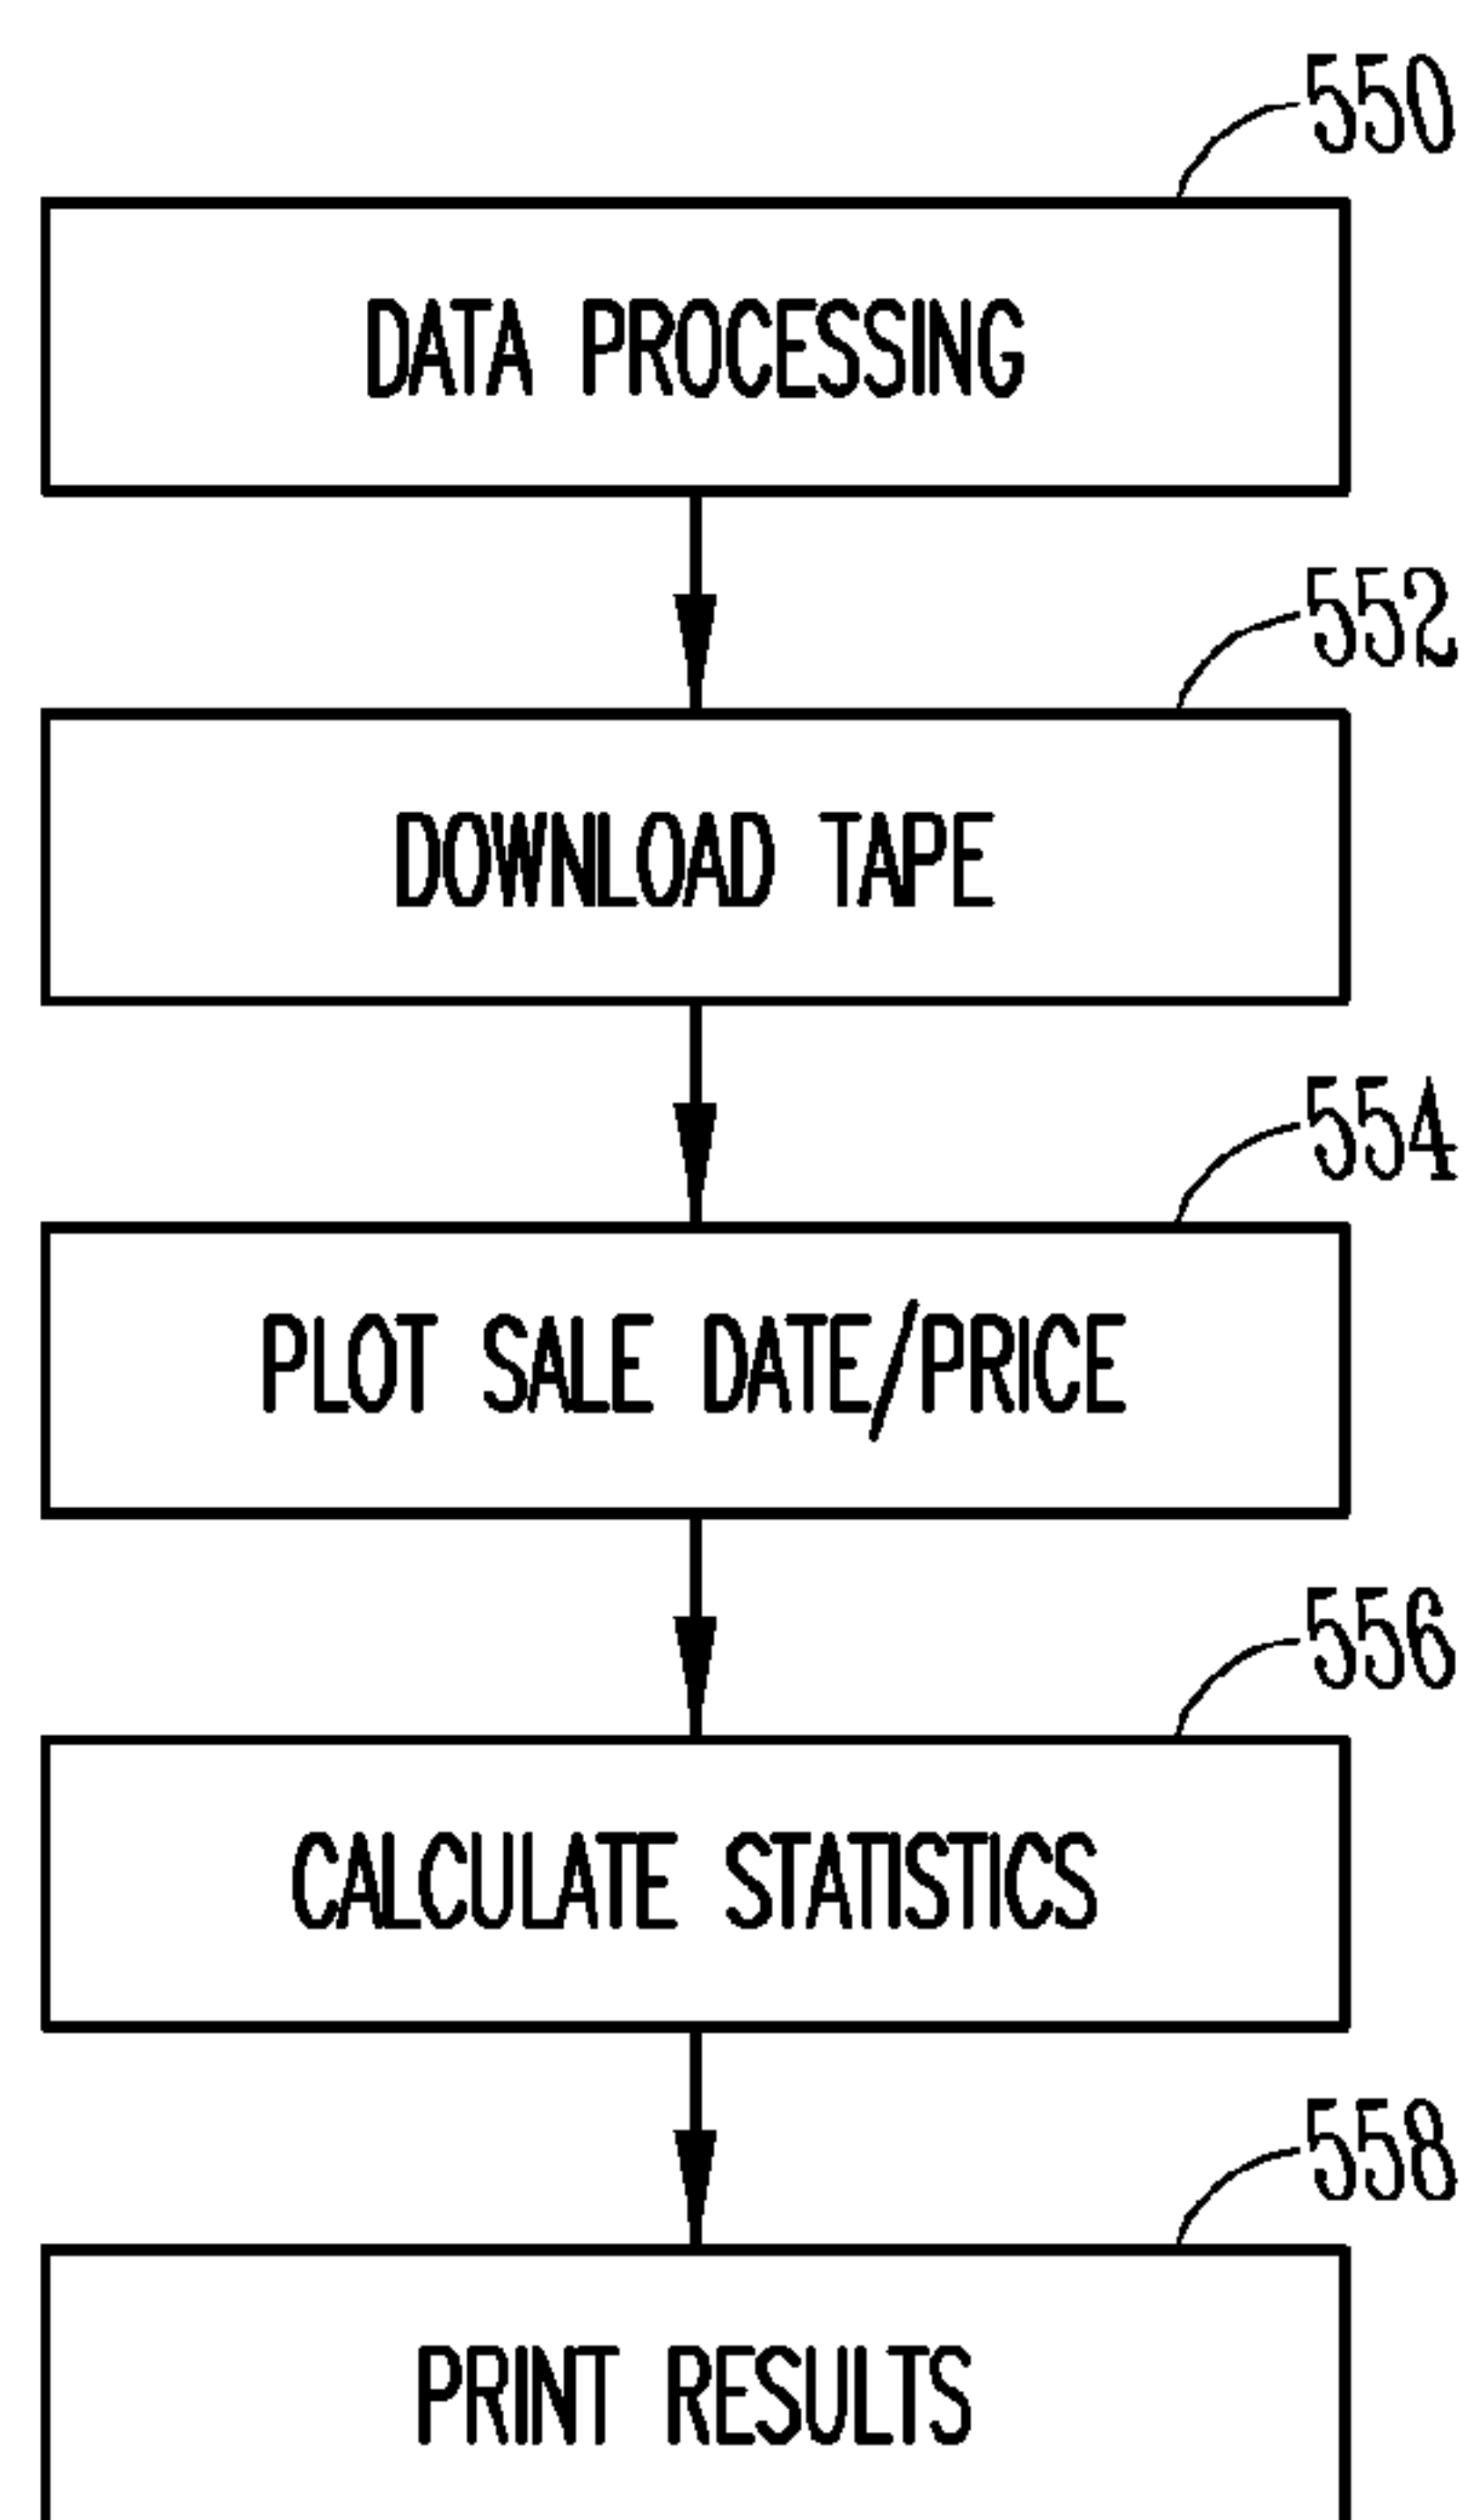 550
DATA PROCESSING
552
DOWNLOAD TAPE
554
PLOT SALE DATE/PRICE
556
CALCULATE STATISTICS
558
PRINT RESULTS